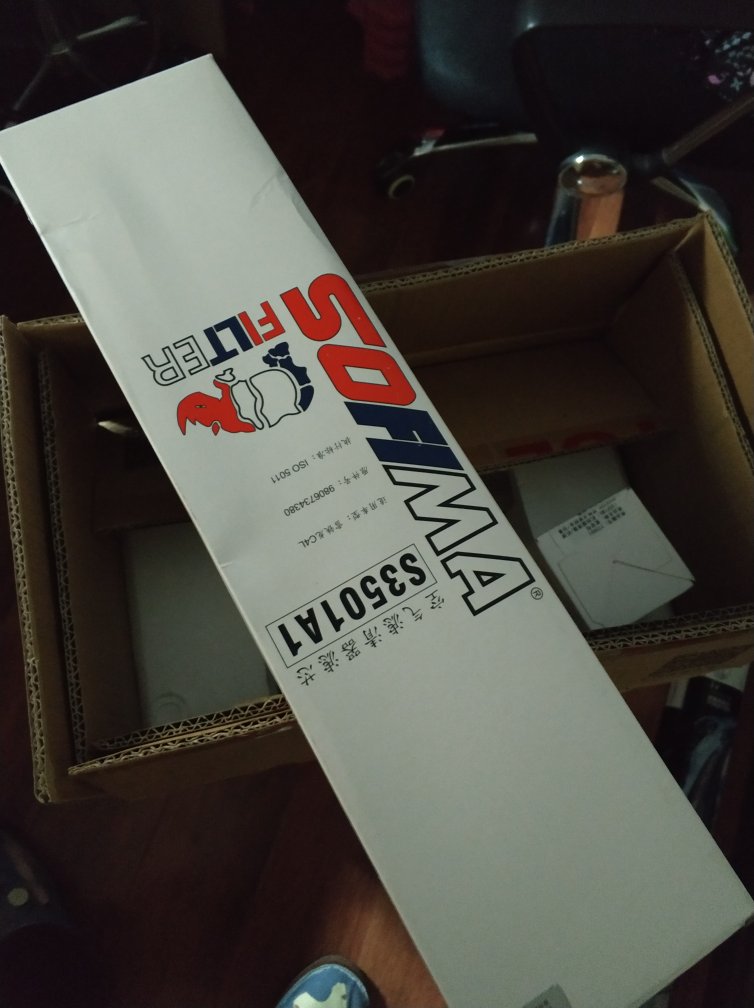 SOFIMA®
空气滤清器滤芯
S3501A1
适用车型：雪铁龙C4L
原件号：9806734380
执行标准：ISO 5011
FILTER